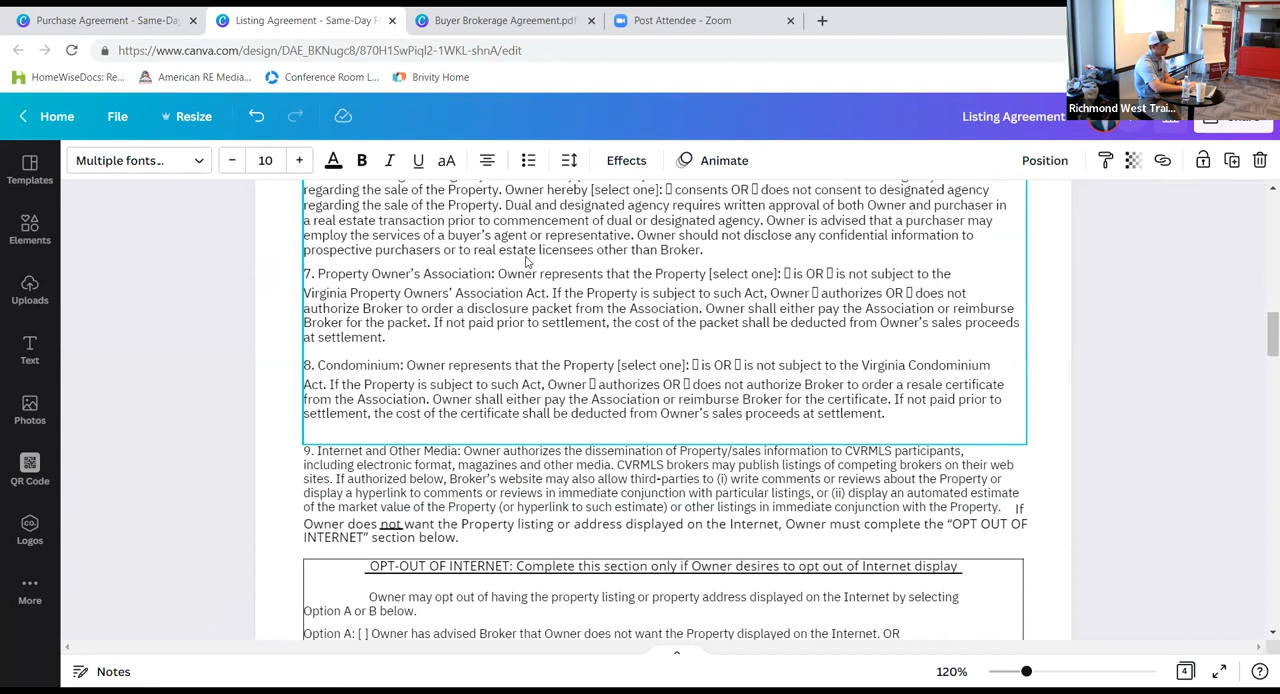 Purchase Agreement - Same-Day
Listing Agreement - Same-Day F
Buyer Brokerage Agreement.pdf
Post Attendee - Zoom
https://www.canva.com/design/DAE_BKNugc8/870H1SwPiql2-1WKL-shnA/edit
HomeWiseDocs: Re...
American RE Media...
Conference Room L...
Brivity Home
Richmond West Trai...
Home
File
Resize
Listing Agreement
Multiple fonts...
10
A
B
I
U
aA
Effects
Animate
Position
Templates
Elements
Uploads
Text
Photos
QR Code
Logos
More
regarding the sale of the Property. Owner hereby [select one]: consents OR does not consent to designated agency
regarding the sale of the Property. Dual and designated agency requires written approval of both Owner and purchaser in
a real estate transaction prior to commencement of dual or designated agency. Owner is advised that a purchaser may
employ the services of a buyer's agent or representative. Owner should not disclose any confidential information to
prospective purchasers or to real estate licensees other than Broker.
7. Property Owner's Association: Owner represents that the Property [select one]: is OR is not subject to the
Virginia Property Owners' Association Act. If the Property is subject to such Act, Owner authorizes OR does not
authorize Broker to order a disclosure packet from the Association. Owner shall either pay the Association or reimburse
Broker for the packet. If not paid prior to settlement, the cost of the packet shall be deducted from Owner's sales proceeds
at settlement.
8. Condominium: Owner represents that the Property [select one]: is OR is not subject to the Virginia Condominium
Act. If the Property is subject to such Act, Owner authorizes OR does not authorize Broker to order a resale certificate
from the Association. Owner shall either pay the Association or reimburse Broker for the certificate. If not paid prior to
settlement, the cost of the certificate shall be deducted from Owner's sales proceeds at settlement.
9. Internet and Other Media: Owner authorizes the dissemination of Property/sales information to CVRMLS participants,
including electronic format, magazines and other media. CVRMLS brokers may publish listings of competing brokers on their web
sites. If authorized below, Broker's website may also allow third-parties to (i) write comments or reviews about the Property or
display a hyperlink to comments or reviews in immediate conjunction with particular listings, or (ii) display an automated estimate
of the market value of the Property (or hyperlink to such estimate) or other listings in immediate conjunction with the Property. If
Owner does not want the Property listing or address displayed on the Internet, Owner must complete the “OPT OUT OF
INTERNET” section below.
OPT-OUT OF INTERNET: Complete this section only if Owner desires to opt out of Internet display
Owner may opt out of having the property listing or property address displayed on the Internet by selecting
Option A or B below.
Option A: [ ] Owner has advised Broker that Owner does not want the Property displayed on the Internet. OR
Notes
120%
4